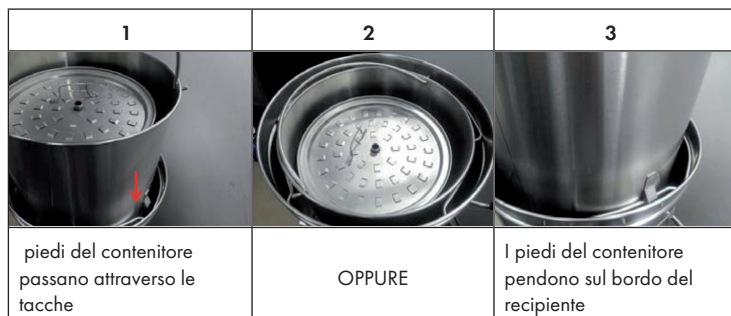 1
2
3
piedi del contenitore
passano attraverso le
tacche
OPPURE
I piedi del contenitore
pendono sul bordo del
recipiente